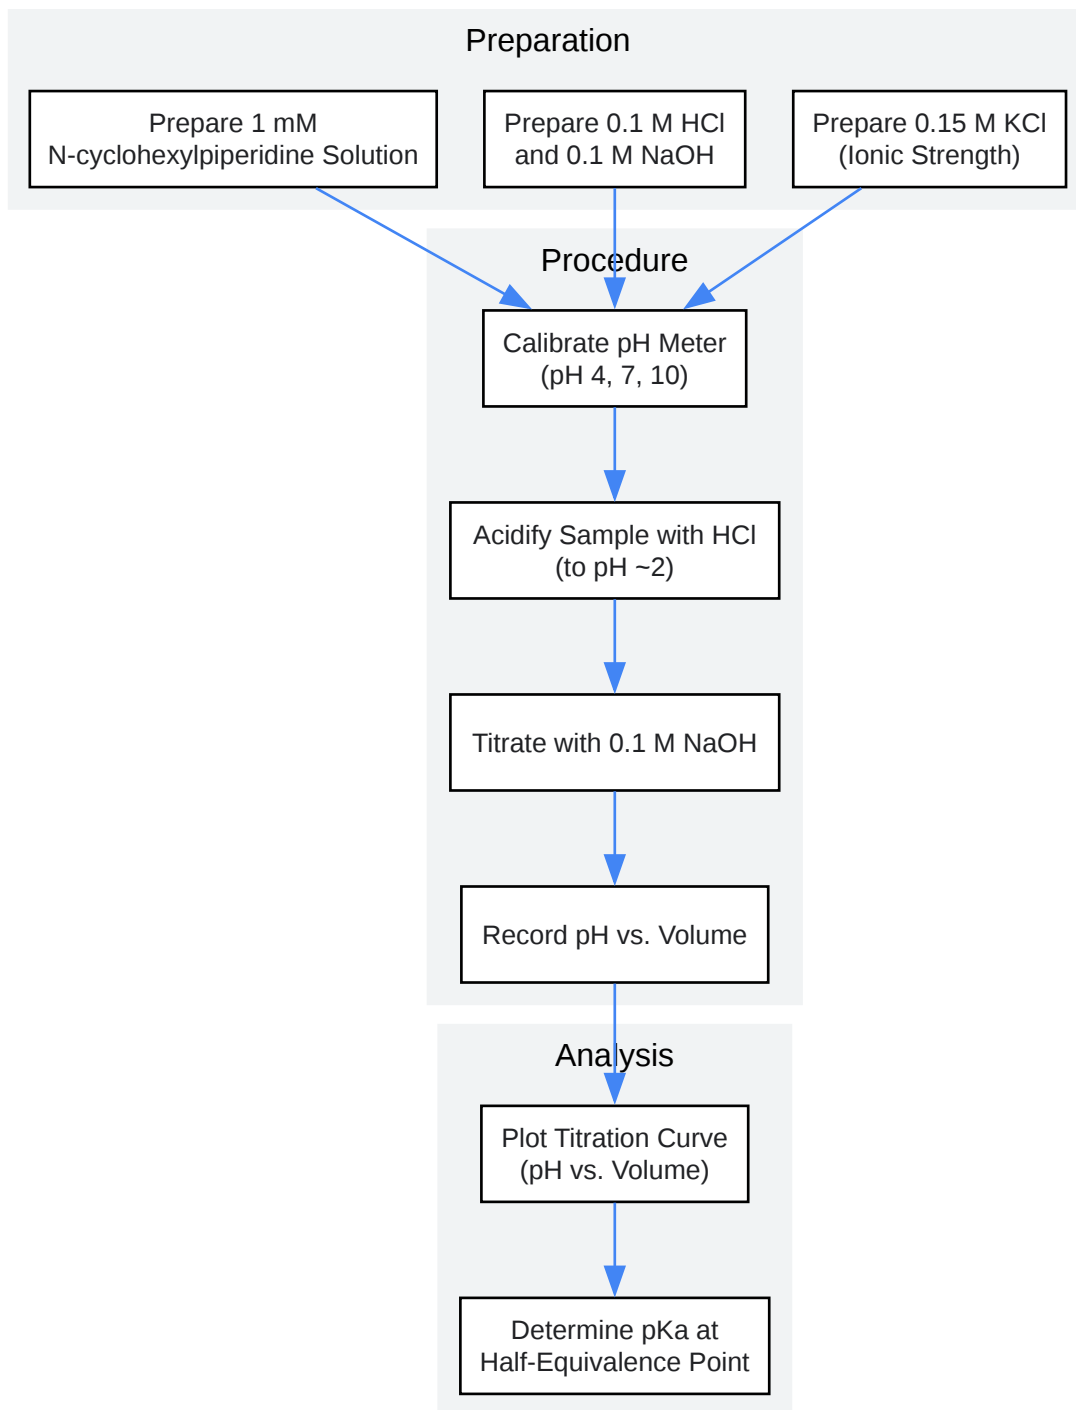 Preparation
Prepare 1 mM
N-cyclohexylpiperidine Solution
Prepare 0.1 M HCl
and 0.1 M NaOH
Prepare 0.15 M KCl
(Ionic Strength)
Procedure
Calibrate pH Meter
(pH 4, 7, 10)
Acidify Sample with HCl
(to pH ~2)
Titrate with 0.1 M NaOH
Record pH vs. Volume
Analysis
Plot Titration Curve
(pH vs. Volume)
Determine pKa at
Half-Equivalence Point